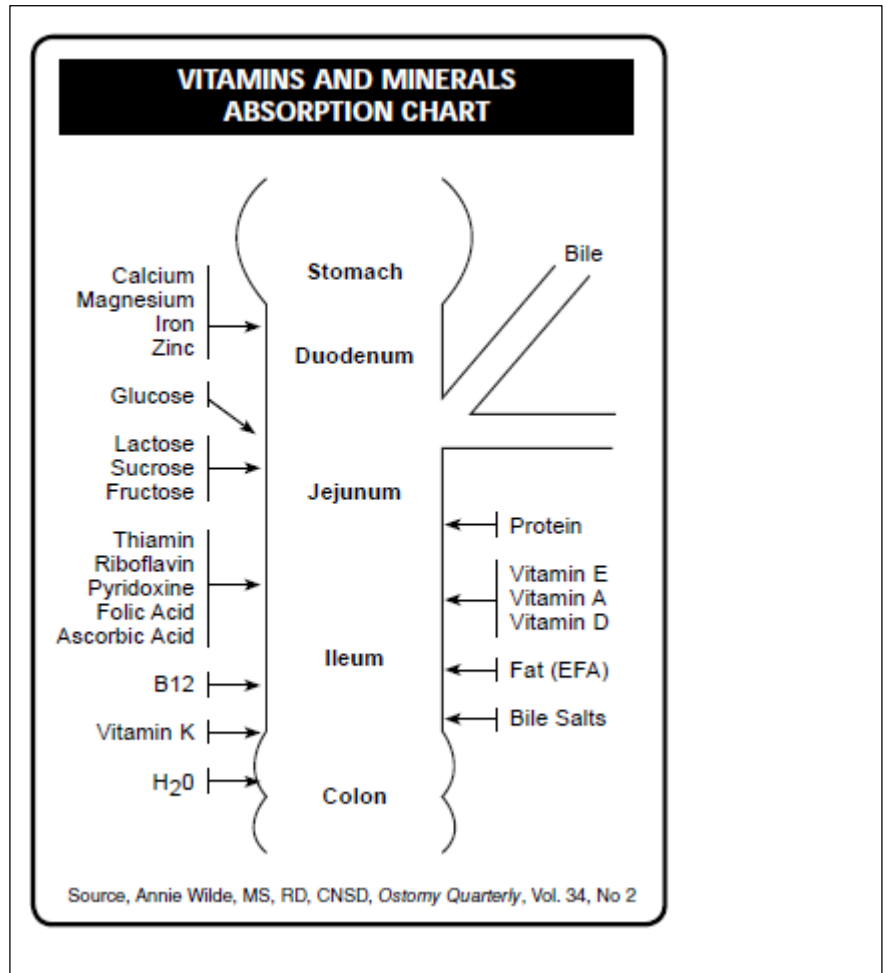 VITAMINS AND MINERALS
ABSORPTION CHART
Stomach
Bile
Calcium
Magnesium
Iron
Zinc
Duodenum
Glucose
Lactose
Sucrose
Fructose
Jejunum
Protein
Thiamin
Riboflavin
Pyridoxine
Folic Acid
Ascorbic Acid
Vitamin E
Vitamin A
Vitamin D
Ileum
B12
Fat (EFA)
Vitamin K
Bile Salts
H20
Colon
Source, Annie Wilde, MS, RD, CNSD, Ostomy Quarterly, Vol. 34, No 2